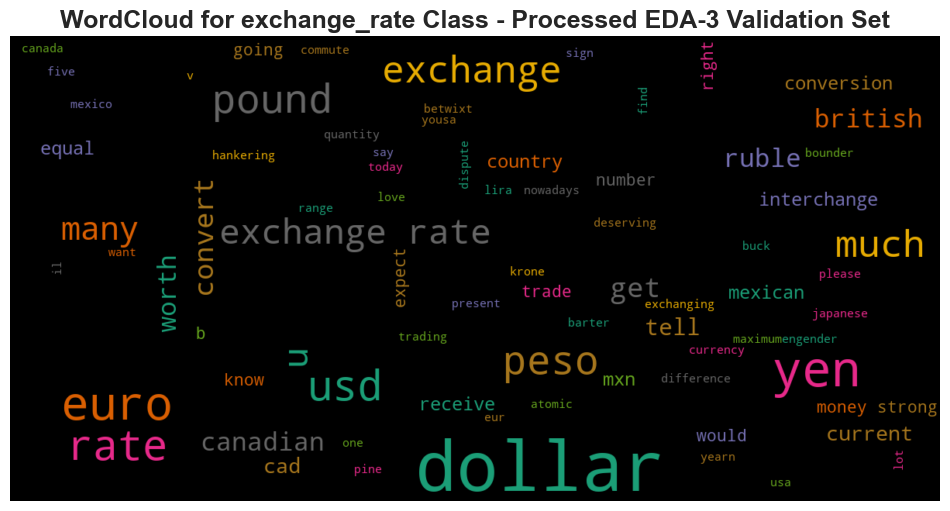 WordCloud for exchange_rate Class - Processed EDA-3 Validation Set
canada
going
commute
sign
right
five
v
exchange
conversion
mexico
pound
betwixt
yousa
find
british
equal
hankering
quantity
say
today
dispute
country
ruble
bounder
lira
nowadays
number
interchange
love
range
many
want
convert
exchange rate
deserving
much
buck
il
worth
expect
krone
trade
present
get
exchanging
mexican
please
japanese
b
trading
barter
tell
maximum
engender
u
know
usd
peso
mxn
currency
difference
yen
euro
receive
eur
atomic
money
strong
rate
canadian
cad
one
pine
dollar
would
yearn
current
lot
usa